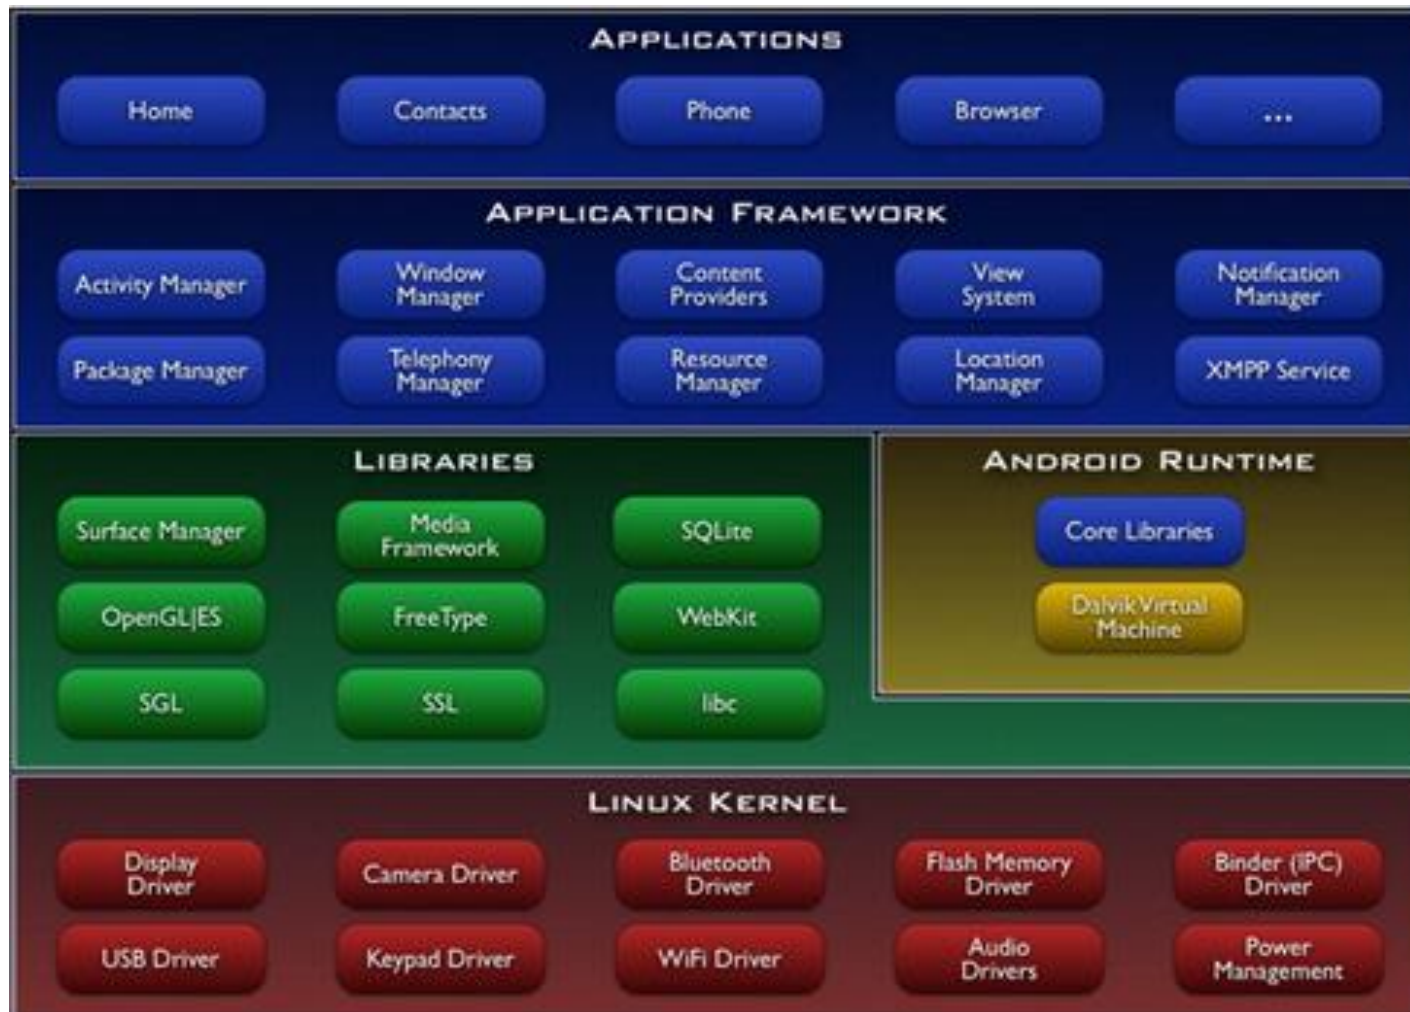 APPLICATIONS
Home
Contacts
Phone
Browser
...
APPLICATION FRAMEWORK
Activity Manager
Window
Manager
Content
Providers
View
System
Notification
Manager
Package Manager
Telephony
Manager
Resource
Manager
Location
Manager
XMPP Service
LIBRARIES
Surface Manager
Media
Framework
SQLite
OpenGL|ES
FreeType
WebKit
SGL
SSL
libc
ANDROID RUNTIME
Core Libraries
Dalvik Virtual
Machine
LINUX KERNEL
Display
Driver
Camera Driver
Bluetooth
Driver
Flash Memory
Driver
Binder (IPC)
Driver
USB Driver
Keypad Driver
WiFi Driver
Audio
Drivers
Power
Management